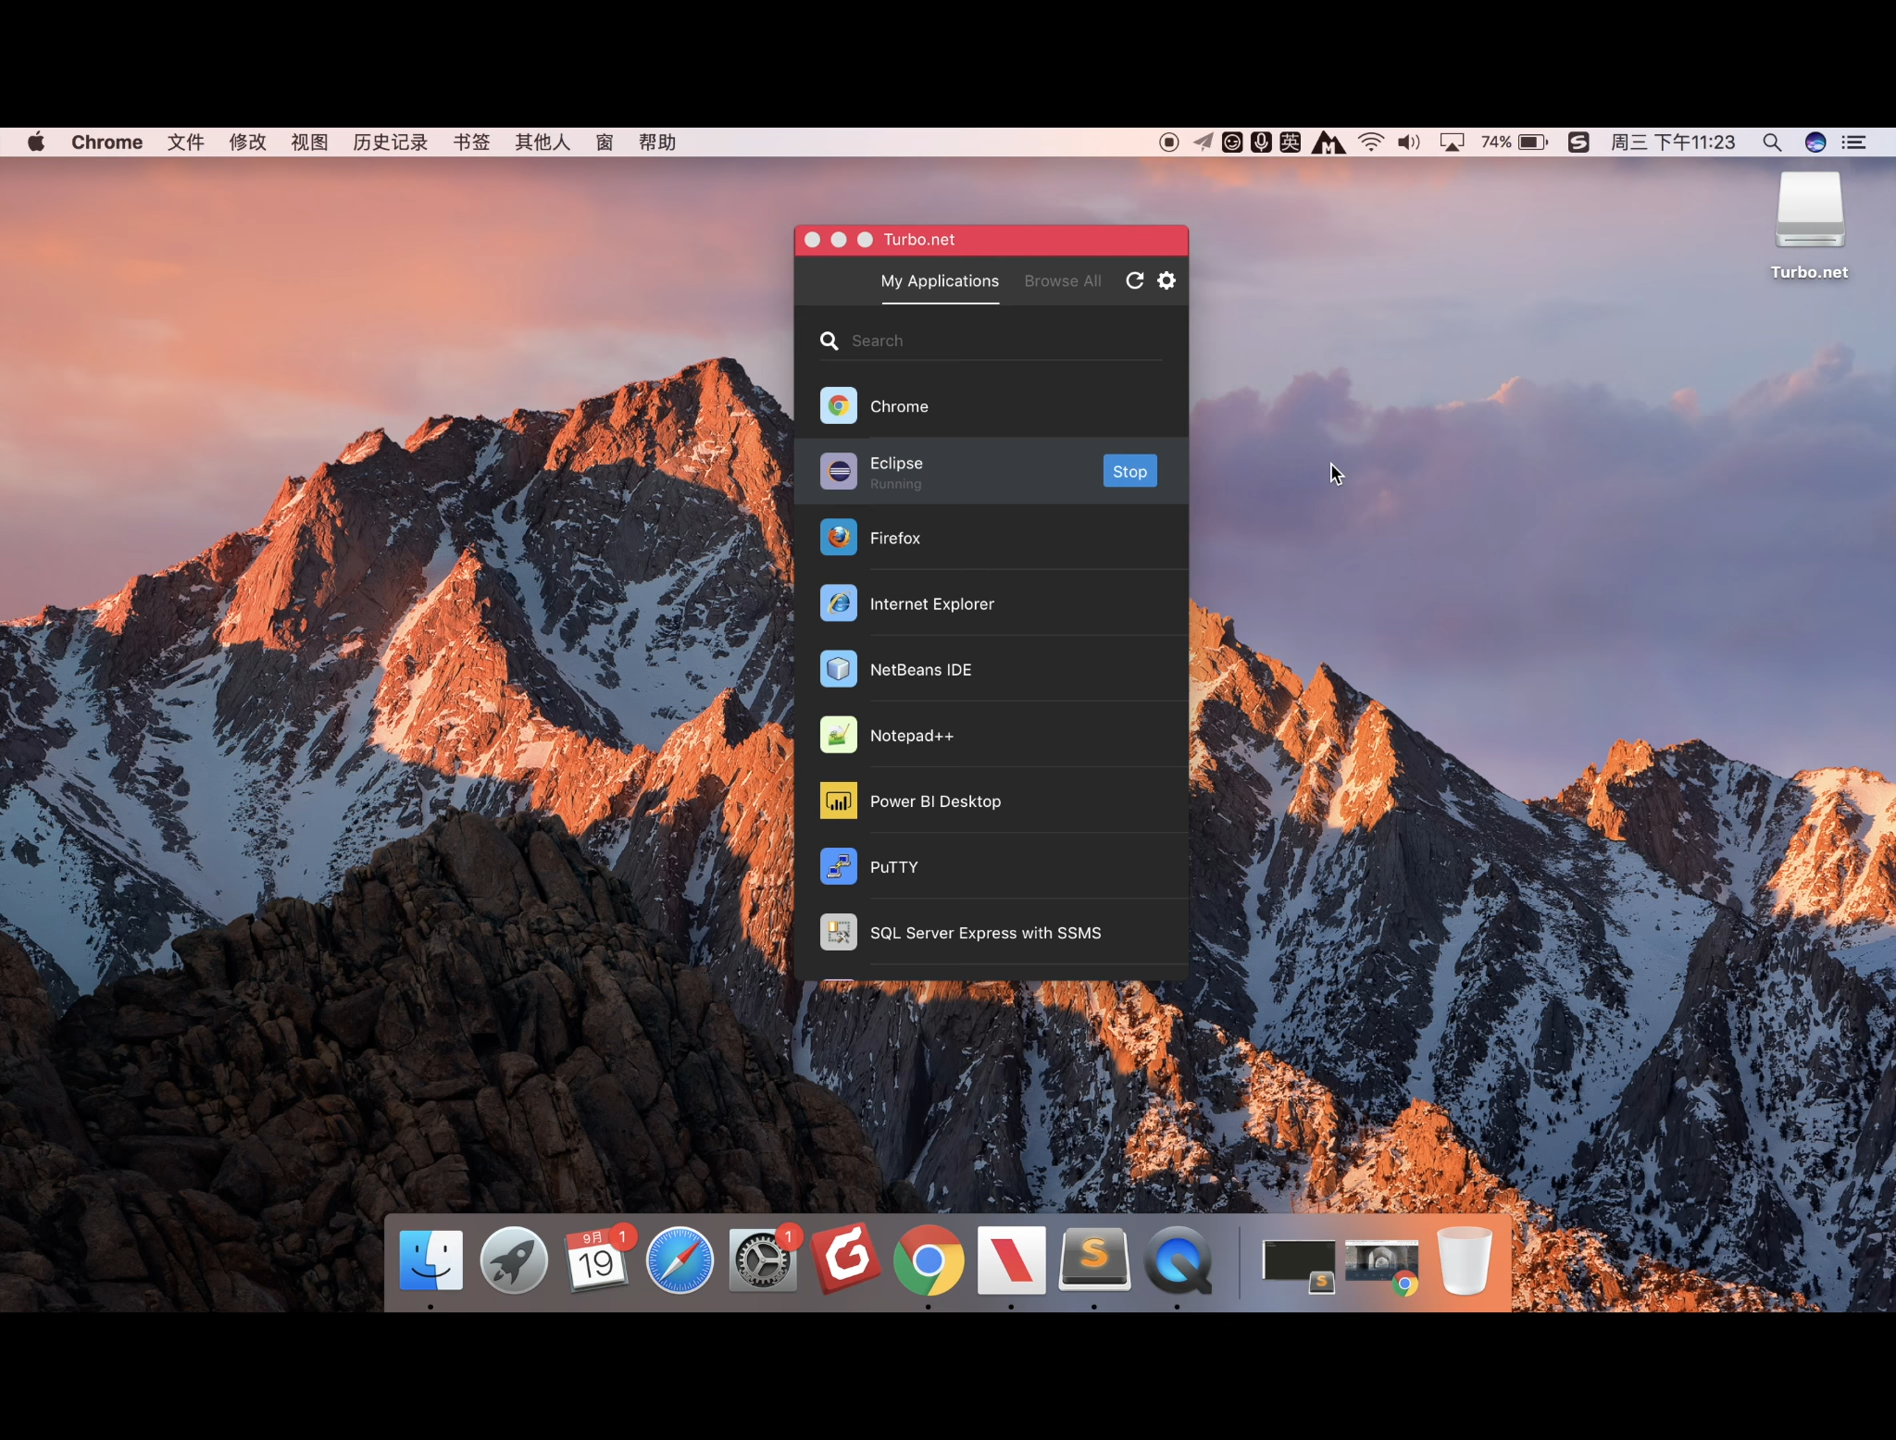 Chrome 文件 修改 视图 历史记录 书签 其他人 窗 帮助 英 74% 周三 下午11:23
Turbo.net
Turbo.net
My Applications Browse All
Search
Chrome
Eclipse
Running
Stop
Firefox
Internet Explorer
NetBeans IDE
Notepad++
Power BI Desktop
PuTTY
SQL Server Express with SSMS
9月
19
1
1